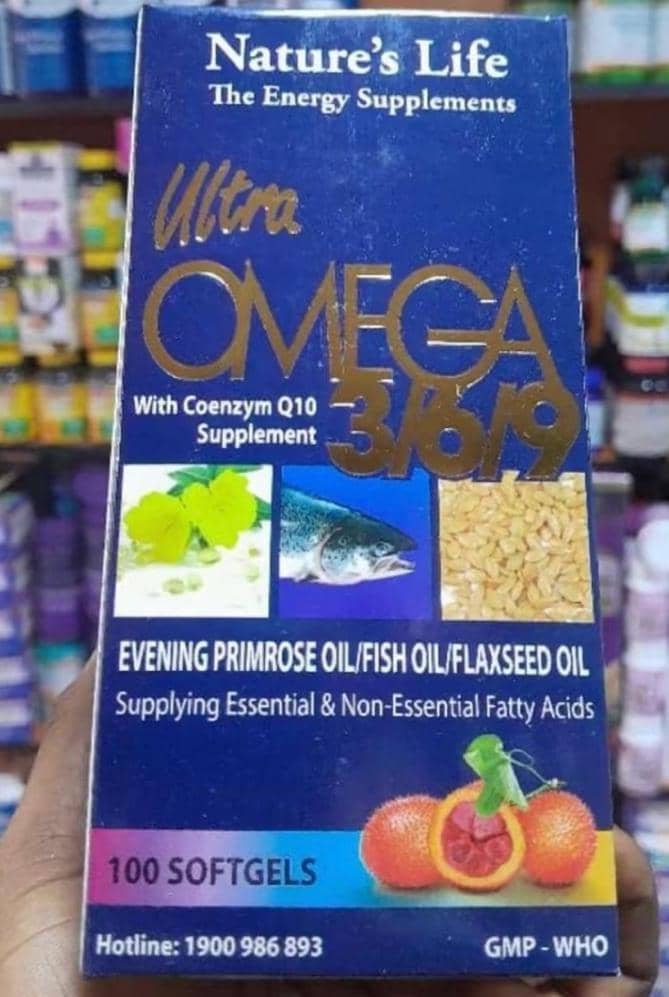 Nature's Life
The Energy Supplements
Ultra
OMEGA
3/6/9
With Coenzym Q10
Supplement
EVENING PRIMROSE OIL/FISH OIL/FLAXSEED OIL
Supplying Essential & Non-Essential Fatty Acids
100 SOFTGELS
Hotline: 1900 986 893
GMP - WHO